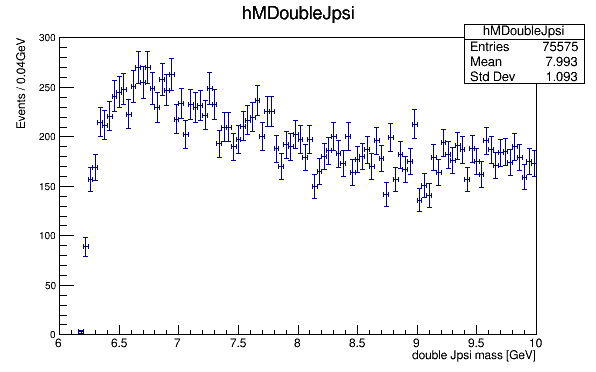 hMDoubleJpsi
hMDoubleJpsi
Entries 75575
Mean 7.993
Std Dev 1.093
Events / 0.04GeV
300
250
200
150
100
50
0
6 6.5 7 7.5 8 8.5 9 9.5 10
double Jpsi mass [GeV]